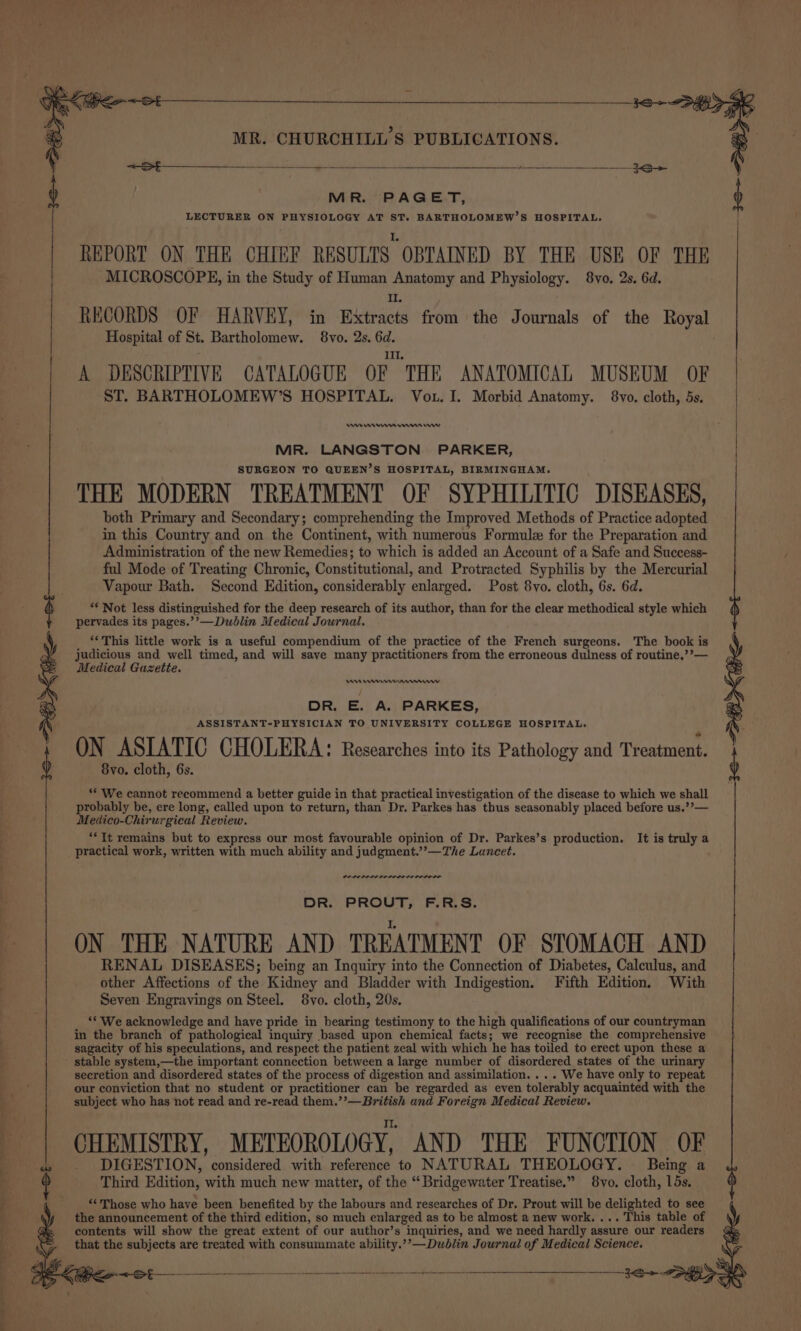 MR. CHURCHILL'S PUBLICATIONS.
MR. PAGET,
LECTURER ON PHYSIOLOGY AT ST. BARTHOLOMEW'S HOSPITAL.
I.
REPORT ON THE CHIEF RESULTS OBTAINED BY THE USE OF THE
MICROSCOPE, in the Study of Human Anatomy and Physiology. 8vo. 2s. 6d.
II.
RECORDS OF HARVEY, in Extracts from the Journals of the Royal
Hospital of St. Bartholomew. 8vo. 2s. 6d.
III.
A DESCRIPTIVE CATALOGUE OF THE ANATOMICAL MUSEUM OF
ST. BARTHOLOMEW'S HOSPITAL. VOL. I. Morbid Anatomy. 8vo. cloth, 5s.
MR. LANGSTON PARKER,
SURGEON TO QUEEN'S HOSPITAL, BIRMINGHAM.
THE MODERN TREATMENT OF SYPHILITIC DISEASES,
both Primary and Secondary; comprehending the Improved Methods of Practice adopted
in this Country and on the Continent, with numerous Formulæ for the Preparation and
Administration of the new Remedies; to which is added an Account of a Safe and Success-
ful Mode of Treating Chronic, Constitutional, and Protracted Syphilis by the Mercurial
Vapour Bath. Second Edition, considerably enlarged. Post 8vo. cloth, 6s. 6d.
"Not less distinguished for the deep research of its author, than for the clear methodical style which
pervades its pages."—Dublin Medical Journal.
"This little work is a useful compendium of the practice of the French surgeons. The book is
judicious and well timed, and will save many practitioners from the erroneous dulness of routine,"—
Medical Gazette.
DR. E. A. PARKES,
ASSISTANT-PHYSICIAN TO UNIVERSITY COLLEGE HOSPITAL.
ON ASIATIC CHOLERA: Researches into its Pathology and Treatment.
8vo. cloth, 6s.
"We cannot recommend a better guide in that practical investigation of the disease to which we shall
probably be, ere long, called upon to return, than Dr. Parkes has thus seasonably placed before us."—
Medico-Chirurgical Review.
"It remains but to express our most favourable opinion of Dr. Parkes's production. It is truly a
practical work, written with much ability and judgment."—The Lancet.
DR. PROUT, F.R.S.
I.
ON THE NATURE AND TREATMENT OF STOMACH AND
RENAL DISEASES; being an Inquiry into the Connection of Diabetes, Calculus, and
other Affections of the Kidney and Bladder with Indigestion. Fifth Edition. With
Seven Engravings on Steel. 8vo. cloth, 20s.
"We acknowledge and have pride in bearing testimony to the high qualifications of our countryman
in the branch of pathological inquiry based upon chemical facts; we recognise the comprehensive
sagacity of his speculations, and respect the patient zeal with which he has toiled to erect upon these a
stable system,—the important connection between a large number of disordered states of the urinary
secretion and disordered states of the process of digestion and assimilation. . . . We have only to repeat
our conviction that no student or practitioner can be regarded as even tolerably acquainted with the
subject who has not read and re-read them."—British and Foreign Medical Review.
II.
CHEMISTRY, METEOROLOGY, AND THE FUNCTION OF
DIGESTION, considered with reference to NATURAL THEOLOGY. Being a
Third Edition, with much new matter, of the "Bridgewater Treatise." 8vo. cloth, 15s.
"Those who have been benefited by the labours and researches of Dr. Prout will be delighted to see
the announcement of the third edition, so much enlarged as to be almost a new work. . . . This table of
contents will show the great extent of our author's inquiries, and we need hardly assure our readers
that the subjects are treated with consummate ability."—Dublin Journal of Medical Science.